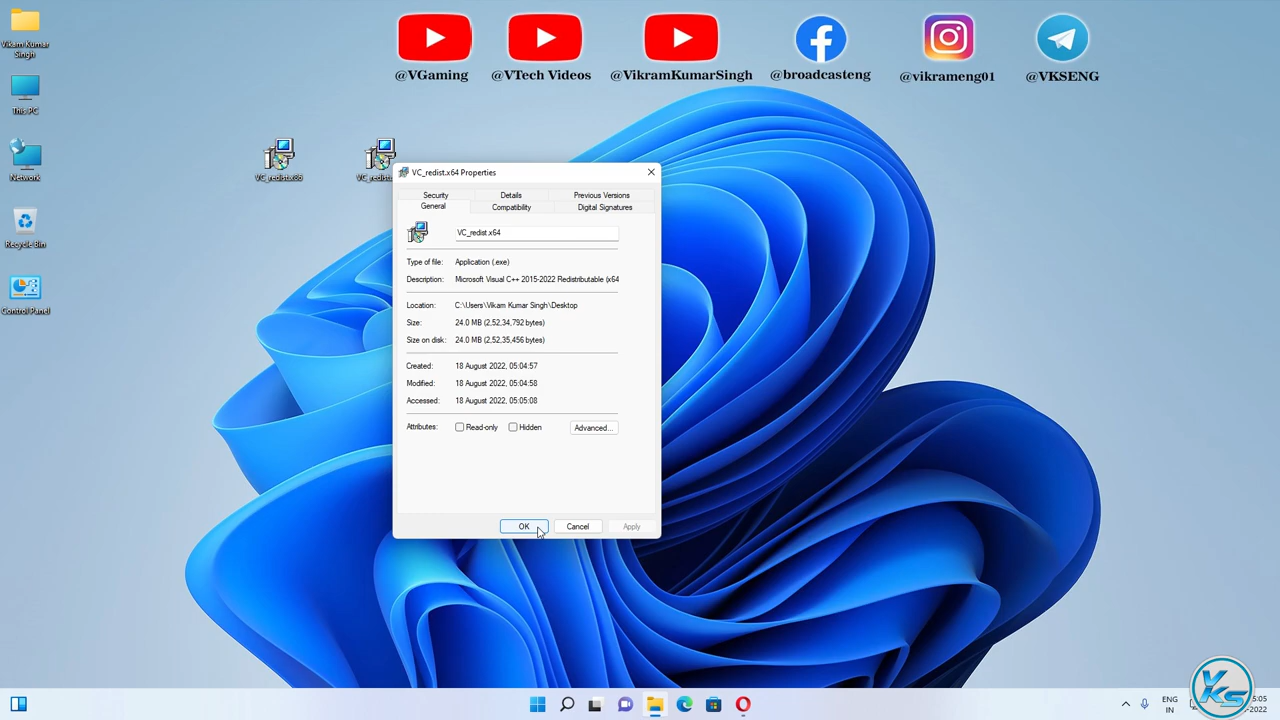 @VGaming @VTech Videos @VikramKumarSingh @broadcasteng @vikrameng01 @VKSENG
Vikam Kumar
Singh
This PC
Network
Recycle Bin
Control Panel
VC_redist.x86
VC_redist.
VC_redist.x64 Properties
Security Details Previous Versions
General Compatibility Digital Signatures
VC_redist.x64
Type of file: Application (.exe)
Description: Microsoft Visual C++ 2015-2022 Redistributable (x64
Location: C:\Users\Vikam Kumar Singh\Desktop
Size: 24.0 MB (2,52,34,792 bytes)
Size on disk: 24.0 MB (2,52,35,456 bytes)
Created: 18 August 2022, 05:04:57
Modified: 18 August 2022, 05:04:58
Accessed: 18 August 2022, 05:05:08
Attributes: Read-only Hidden Advanced...
OK Cancel Apply
ENG
IN
5:05
2022
VKS